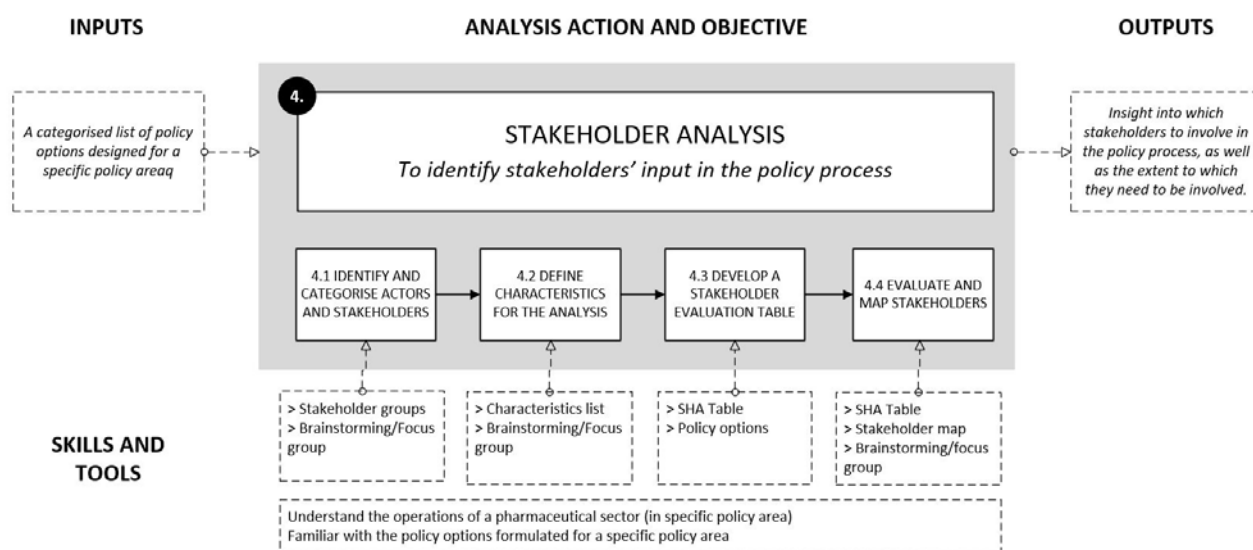 INPUTS
ANALYSIS ACTION AND OBJECTIVE
OUTPUTS
A categorised list of policy
options designed for a
specific policy areaq
4.
STAKEHOLDER ANALYSIS
To identify stakeholders' input in the policy process
Insight into which
stakeholders to involve in
the policy process, as well
as the extent to which
they need to be involved.
4.1 IDENTIFY AND
CATEGORISE ACTORS
AND STAKEHOLDERS
4.2 DEFINE
CHARACTERISTICS
FOR THE ANALYSIS
4.3 DEVELOP A
STAKEHOLDER
EVALUATION TABLE
4.4 EVALUATE AND
MAP STAKEHOLDERS
SKILLS AND
TOOLS
> Stakeholder groups
> Brainstorming/Focus
group
> Characteristics list
> Brainstorming/Focus
group
> SHA Table
> Policy options
> SHA Table
> Stakeholder map
> Brainstorming/focus
group
Understand the operations of a pharmaceutical sector (in specific policy area)
Familiar with the policy options formulated for a specific policy area